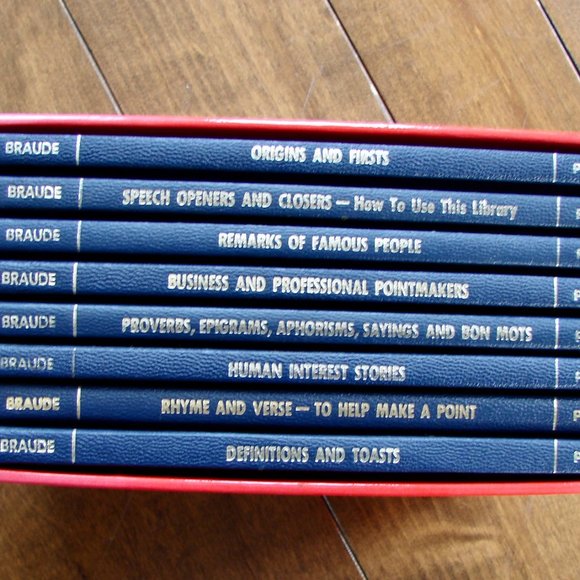 BRAUDE ORIGINS AND FIRSTS
BRAUDE SPEECH OPENERS AND CLOSERS — How To Use This Library
BRAUDE REMARKS OF FAMOUS PEOPLE
BRAUDE BUSINESS AND PROFESSIONAL POINTMAKERS
BRAUDE PROVERBS, EPIGRAMS, APHORISMS, SAYINGS AND BON MOTS
BRAUDE HUMAN INTEREST STORIES
BRAUDE RHYME AND VERSE — TO HELP MAKE A POINT
BRAUDE DEFINITIONS AND TOASTS